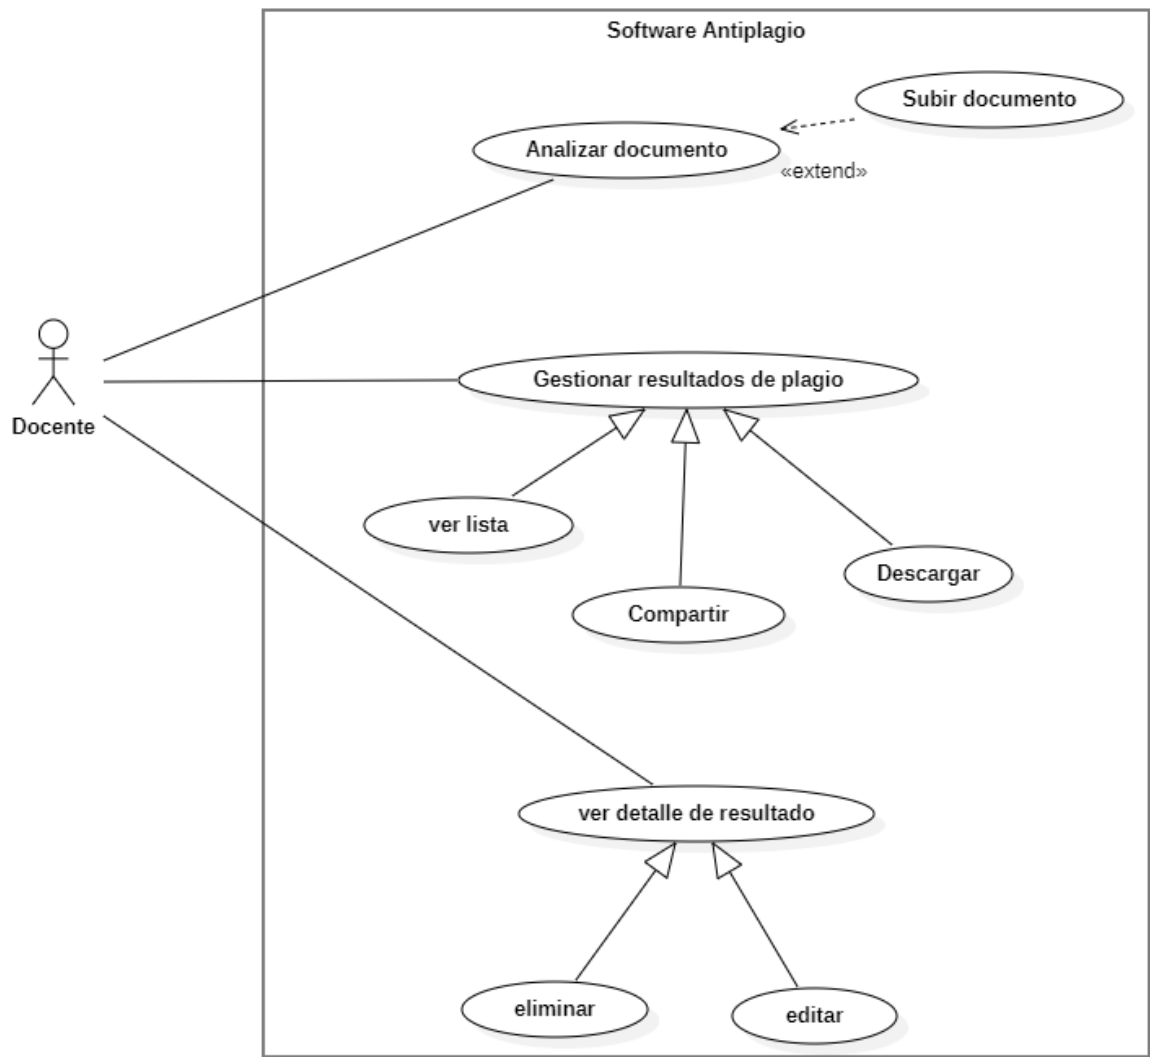 Software Antiplagio
Subir documento
Analizar documento
«extend»
Gestionar resultados de plagio
Docente
ver lista
Descargar
Compartir
ver detalle de resultado
eliminar
editar